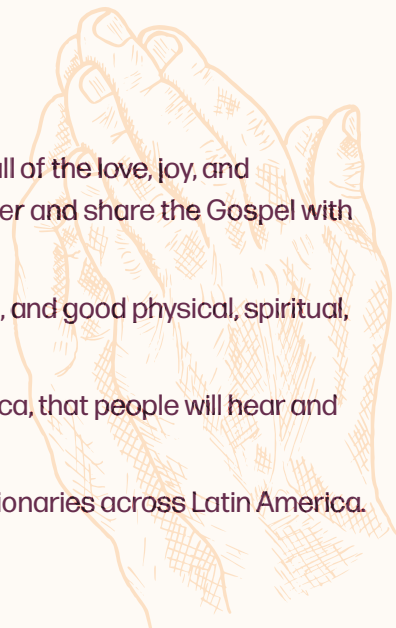 all of the love, joy, and
er and share the Gospel with
, and good physical, spiritual,
ca, that people will hear and
ionaries across Latin America.